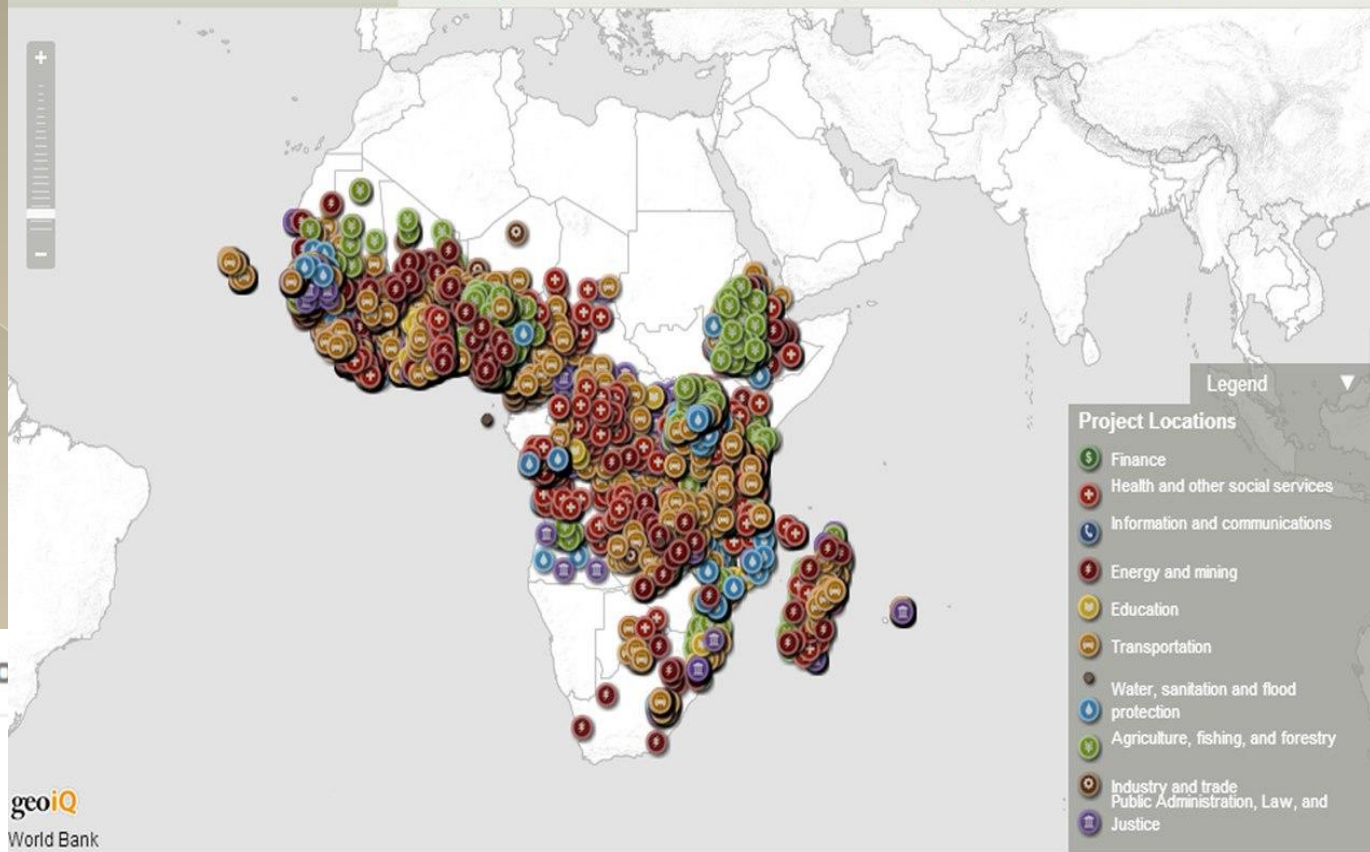 Legend
Project Locations
Finance
Health and other social services
Information and communications
Energy and mining
Education
Transportation
Water, sanitation and flood
protection
Agriculture, fishing, and forestry
Industry and trade
Public Administration, Law, and
Justice
geoiQ
World Bank